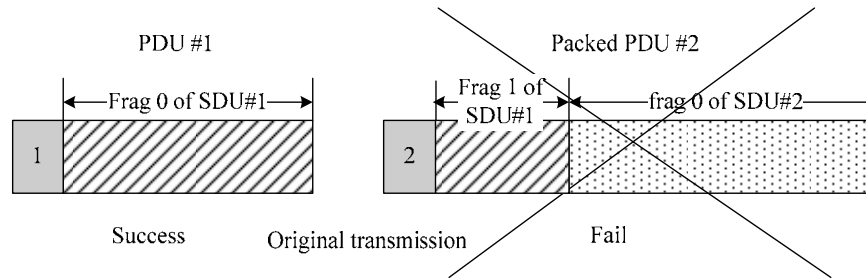 PDU #1
Packed PDU #2
Frag 0 of SDU#1
Frag 1 of
SDU#1
frag 0 of SDU#2
1
2
Success
Original transmission
Fail